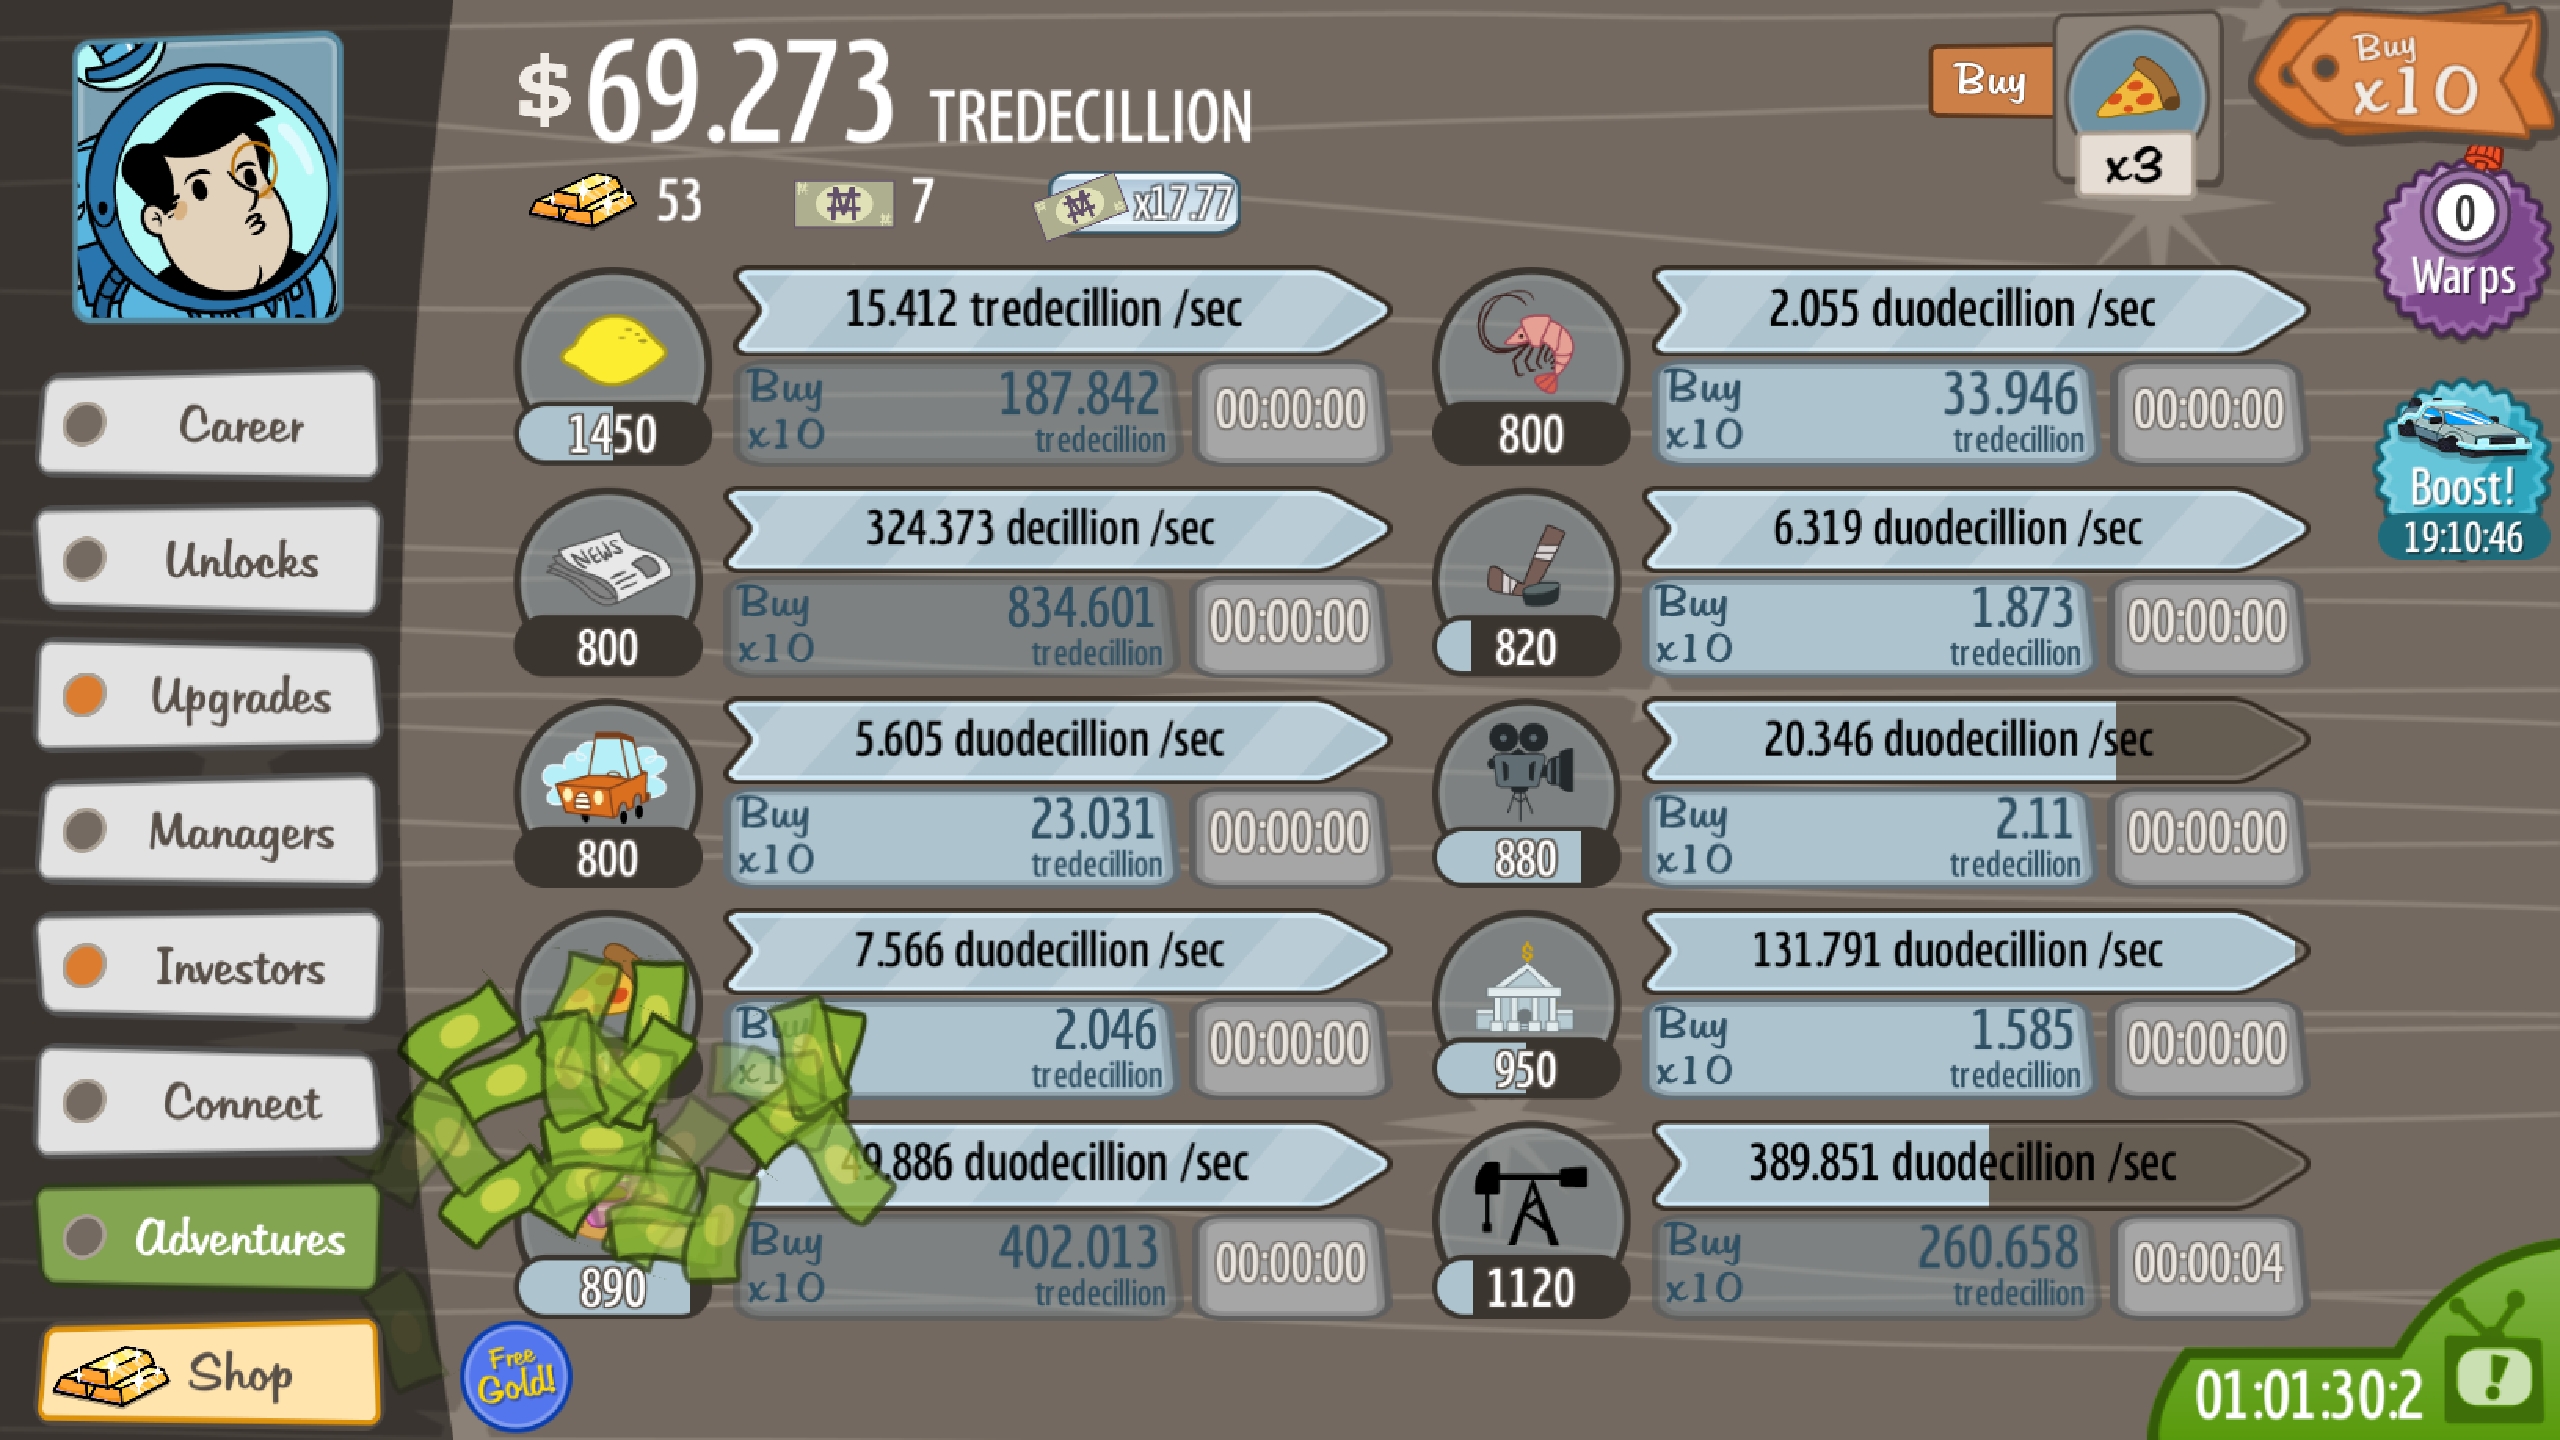 $69.273 TREDECILLION
53
7
x17.77
Buy
x3
Buy
x10
0
Warps
Boost!
19:10:46
Career
Unlocks
Upgrades
Managers
Investors
Connect
Adventures
Shop
Free
Gold!
15.412 tredecillion /sec
1450
Buy
x10
187.842
tredecillion
00:00:00
NEWS
324.373 decillion /sec
800
Buy
x10
834.601
tredecillion
00:00:00
5.605 duodecillion /sec
800
Buy
x10
23.031
tredecillion
00:00:00
7.566 duodecillion /sec
Buy
x10
2.046
tredecillion
00:00:00
49.886 duodecillion /sec
890
Buy
x10
402.013
tredecillion
00:00:00
2.055 duodecillion /sec
800
Buy
x10
33.946
tredecillion
00:00:00
6.319 duodecillion /sec
820
Buy
x10
1.873
tredecillion
00:00:00
20.346 duodecillion /sec
880
Buy
x10
2.11
tredecillion
00:00:00
$
131.791 duodecillion /sec
950
Buy
x10
1.585
tredecillion
00:00:00
389.851 duodecillion /sec
1120
Buy
x10
260.658
tredecillion
00:00:04
01:01:30:2
!